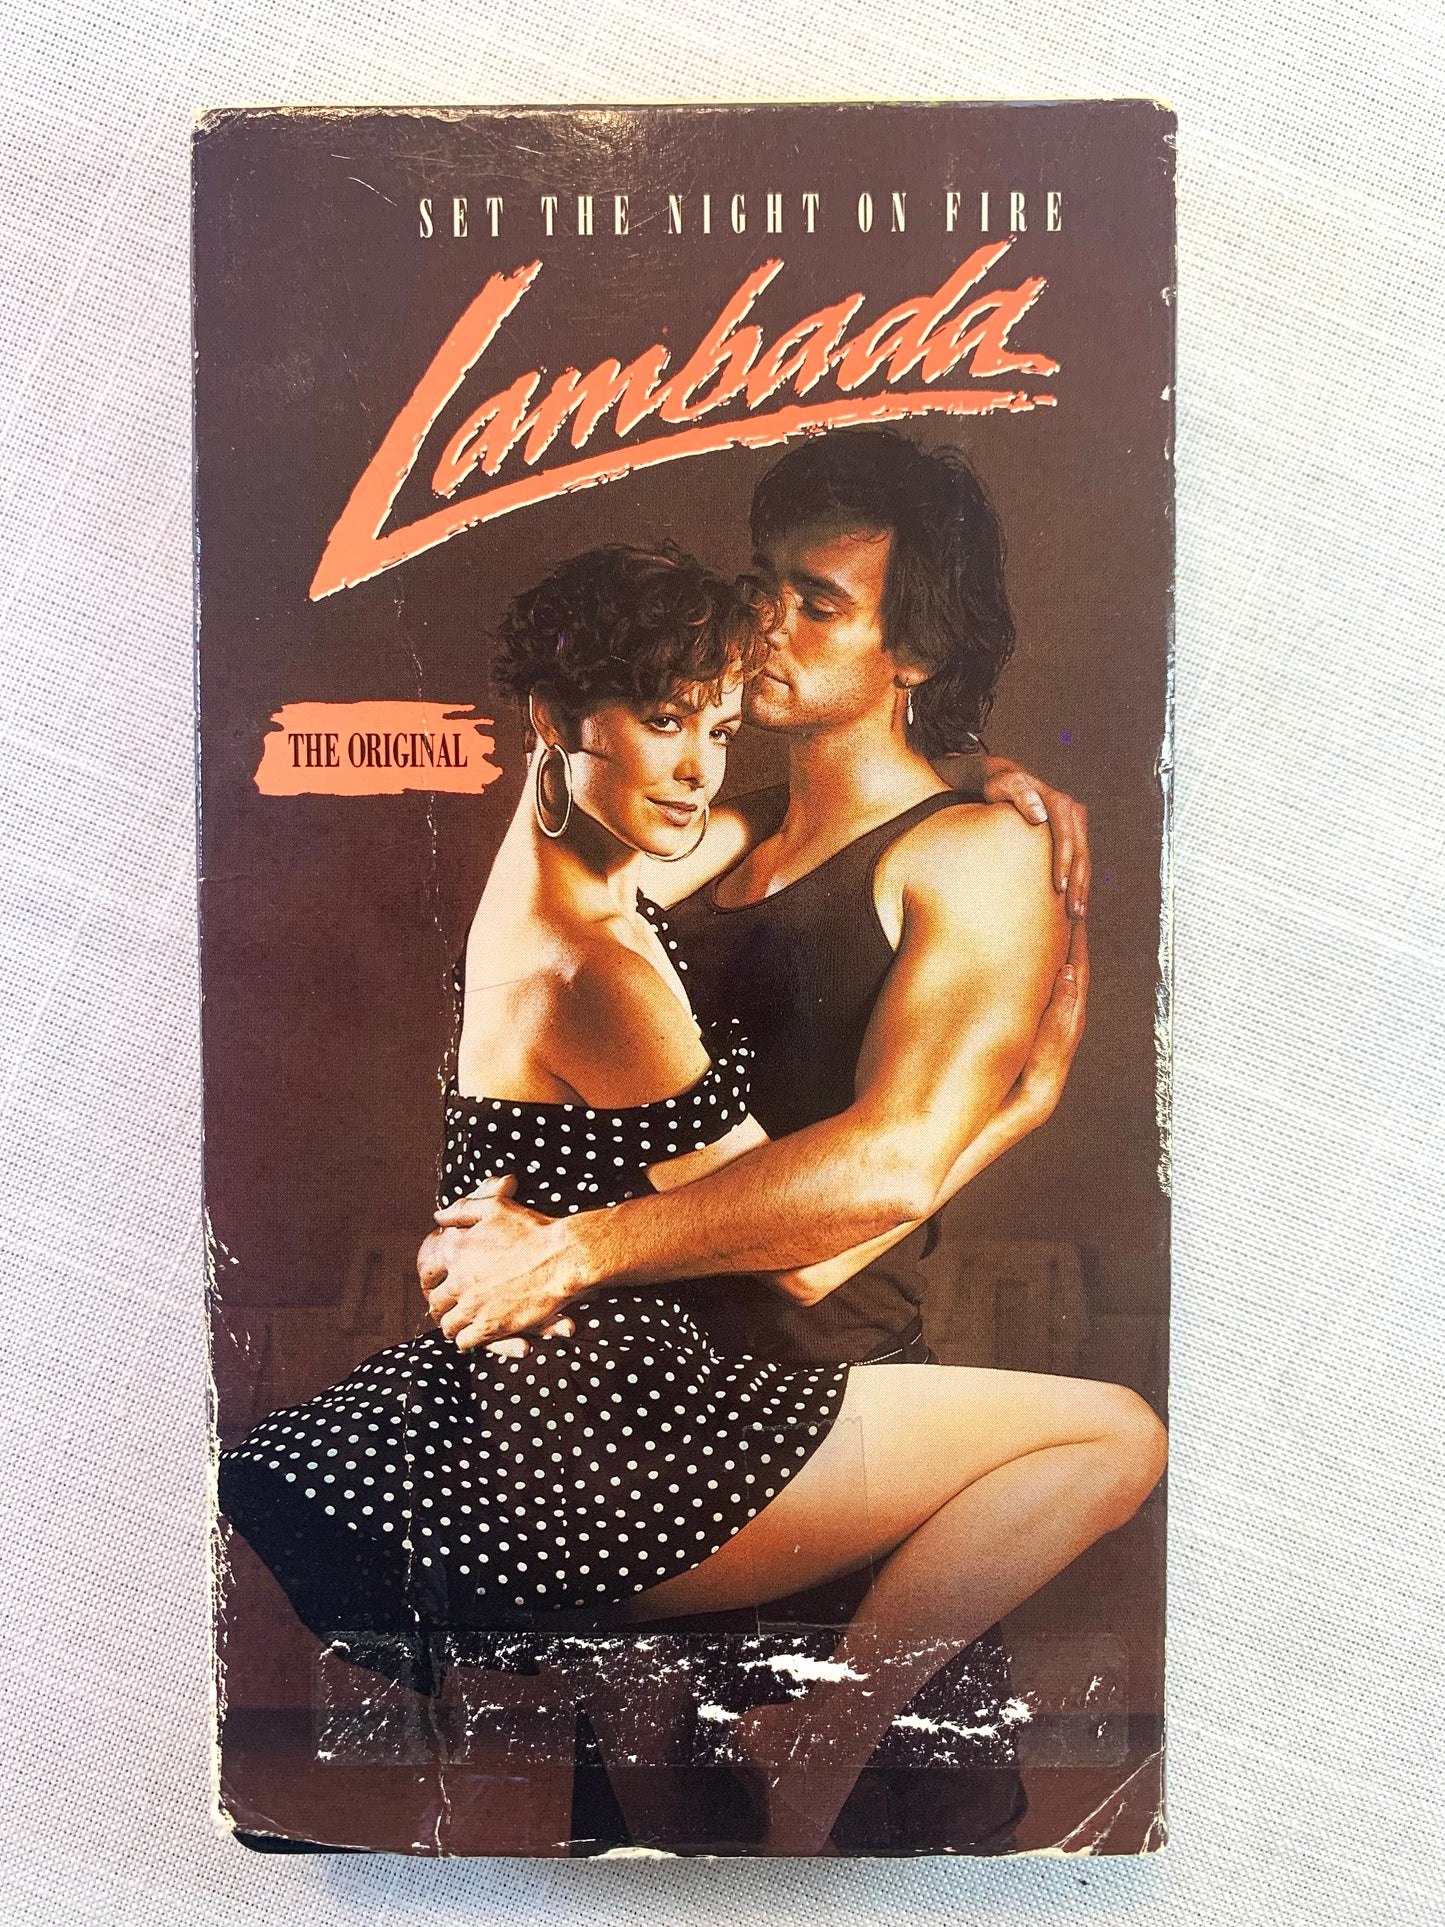 SET THE NIGHT ON FIRE
Lambada
THE ORIGINAL